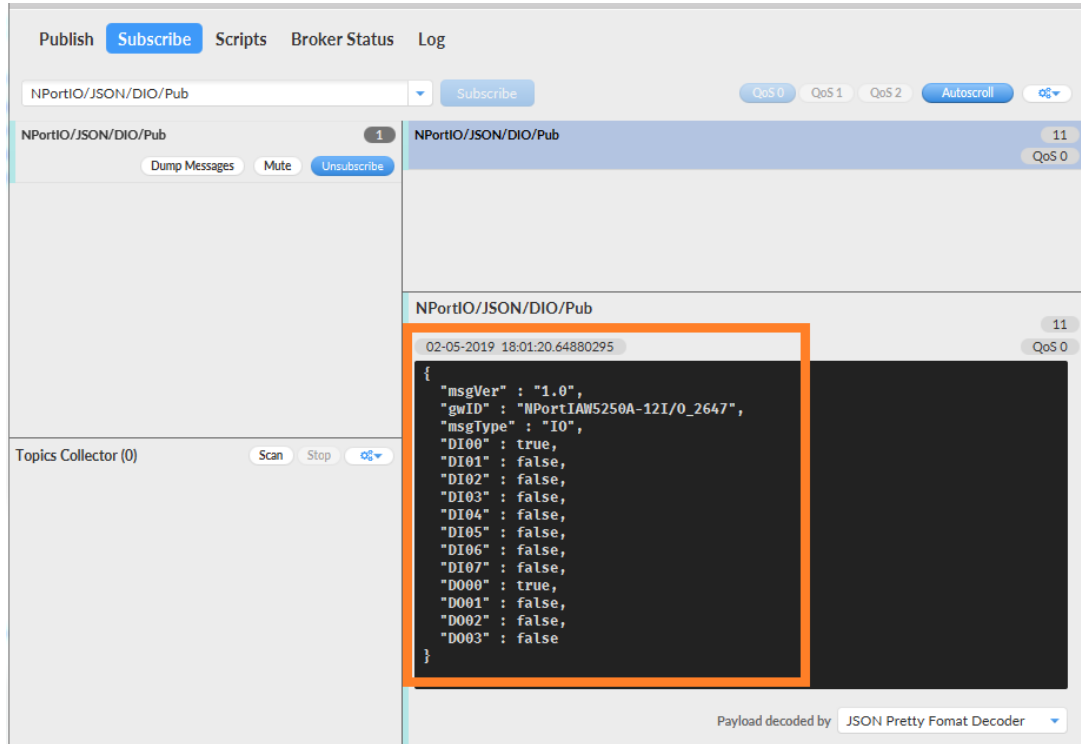 Publish Subscribe Scripts Broker Status Log
NPortIO/JSON/DIO/Pub Subscribe QoS 0 QoS 1 QoS 2 Autoscroll
NPortIO/JSON/DIO/Pub 1
Dump Messages Mute Unsubscribe
NPortIO/JSON/DIO/Pub 11
QoS 0
NPortIO/JSON/DIO/Pub
11
02-05-2019 18:01:20.64880295 QoS 0
{
"msgVer" : "1.0",
"gwID" : "NPortIAW5250A-12I/O_2647",
"msgType" : "IO",
"DI00" : true,
"DI01" : false,
"DI02" : false,
"DI03" : false,
"DI04" : false,
"DI05" : false,
"DI06" : false,
"DI07" : false,
"DO00" : true,
"DO01" : false,
"DO02" : false,
"DO03" : false
}
Topics Collector (0) Scan Stop
Payload decoded by JSON Pretty Fomat Decoder